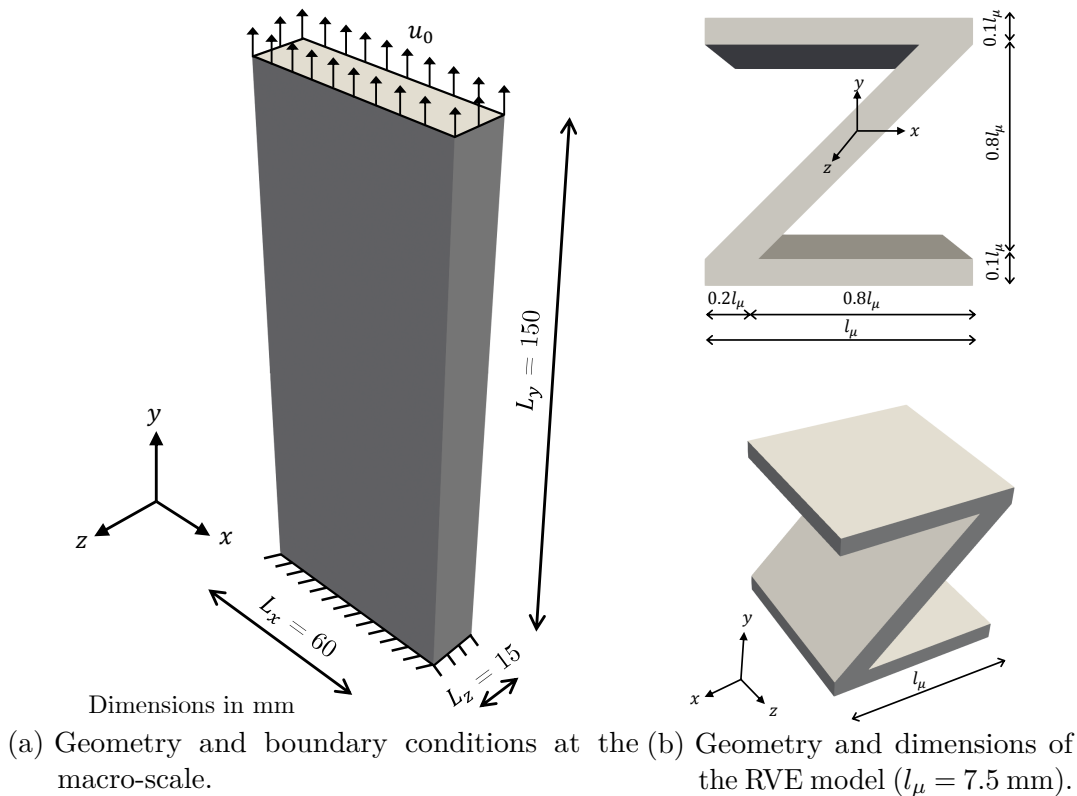 u₀
L_y = 150
y
z
x
L_x = 60
L_z = 15
Dimensions in mm
(a) Geometry and boundary conditions at the
macro-scale.
0.1l_μ
y
x
z
0.8l_μ
0.1l_μ
0.2l_μ
0.8l_μ
l_μ
y
x
z
l_μ
(b) Geometry and dimensions of
the RVE model (l_μ = 7.5 mm).